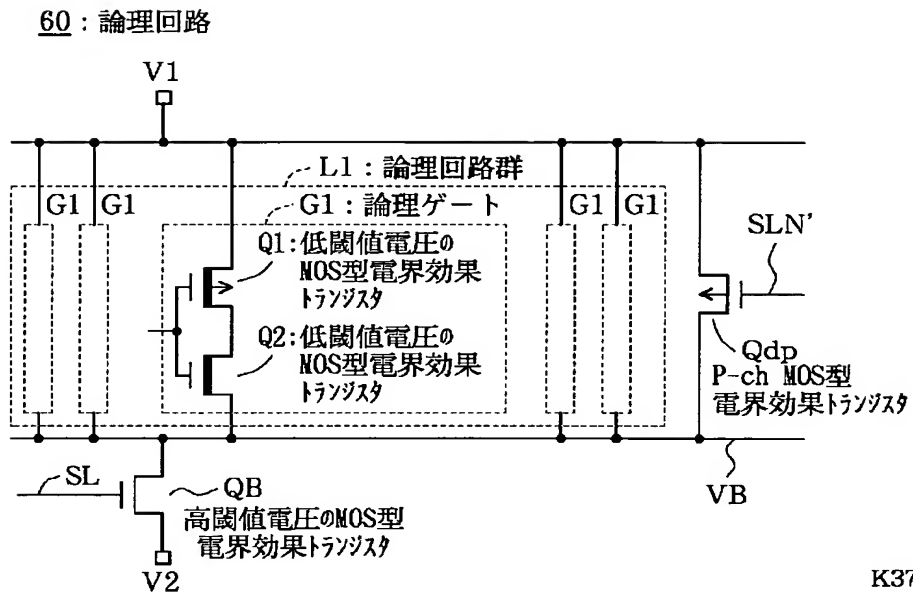 60：論理回路
V1
L1：論理回路群
G1 G1 G1：論理ゲート G1 G1
Q1:低閾値電圧の
MOS型電界効果
トランジスタ
SLN'
Q2:低閾値電圧の
MOS型電界効果
トランジスタ
Qdp
P-ch MOS型
電界効果トランジスタ
SL
QB
高閾値電圧のMOS型
電界効果トランジスタ
VB
V2
K37